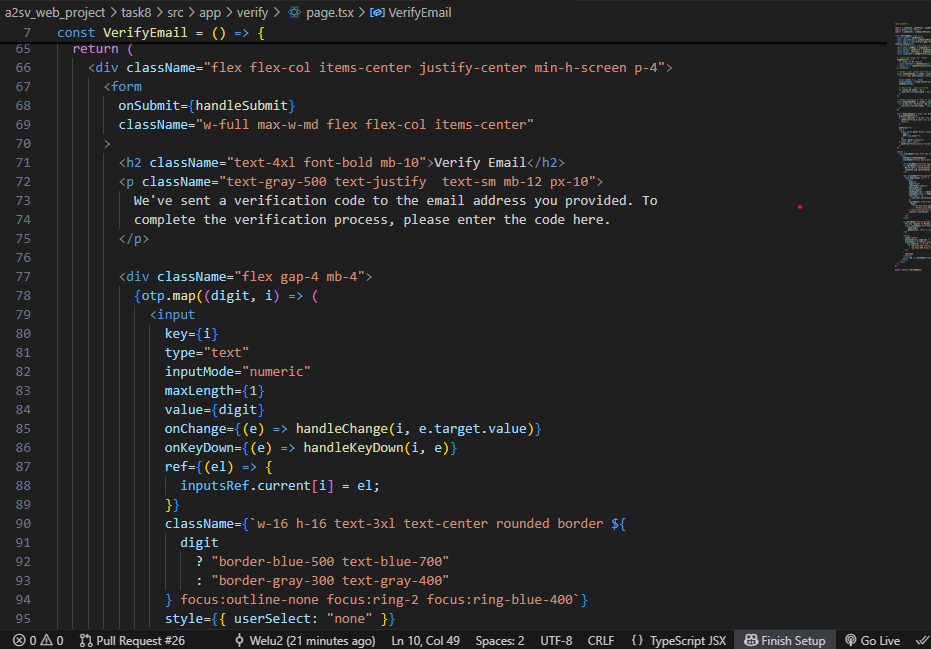 a2sv_web_project > task8 > src > app > verify > page.tsx > VerifyEmail
7 const VerifyEmail = () => {
65 return (
66 <div className="flex flex-col items-center justify-center min-h-screen p-4">
67 <form
68 onSubmit={handleSubmit}
69 className="w-full max-w-md flex flex-col items-center"
70 >
71 <h2 className="text-4xl font-bold mb-10">Verify Email</h2>
72 <p className="text-gray-500 text-justify  text-sm mb-12 px-10">
73 We've sent a verification code to the email address you provided. To
74 complete the verification process, please enter the code here.
75 </p>
76
77 <div className="flex gap-4 mb-4">
78 {otp.map((digit, i) => (
79 <input
80 key={i}
81 type="text"
82 inputMode="numeric"
83 maxLength={1}
84 value={digit}
85 onChange={(e) => handleChange(i, e.target.value)}
86 onKeyDown={(e) => handleKeyDown(i, e)}
87 ref={(el) => {
88 inputsRef.current[i] = el;
89 }}
90 className={`w-16 h-16 text-3xl text-center rounded border ${
91 digit
92 ? "border-blue-500 text-blue-700"
93 : "border-gray-300 text-gray-400"
94 } focus:outline-none focus:ring-2 focus:ring-blue-400`}
95 style={{ userSelect: "none" }}
0 0 Pull Request #26 Welu2 (21 minutes ago) Ln 10, Col 49 Spaces: 2 UTF-8 CRLF {} TypeScript JSX Finish Setup Go Live